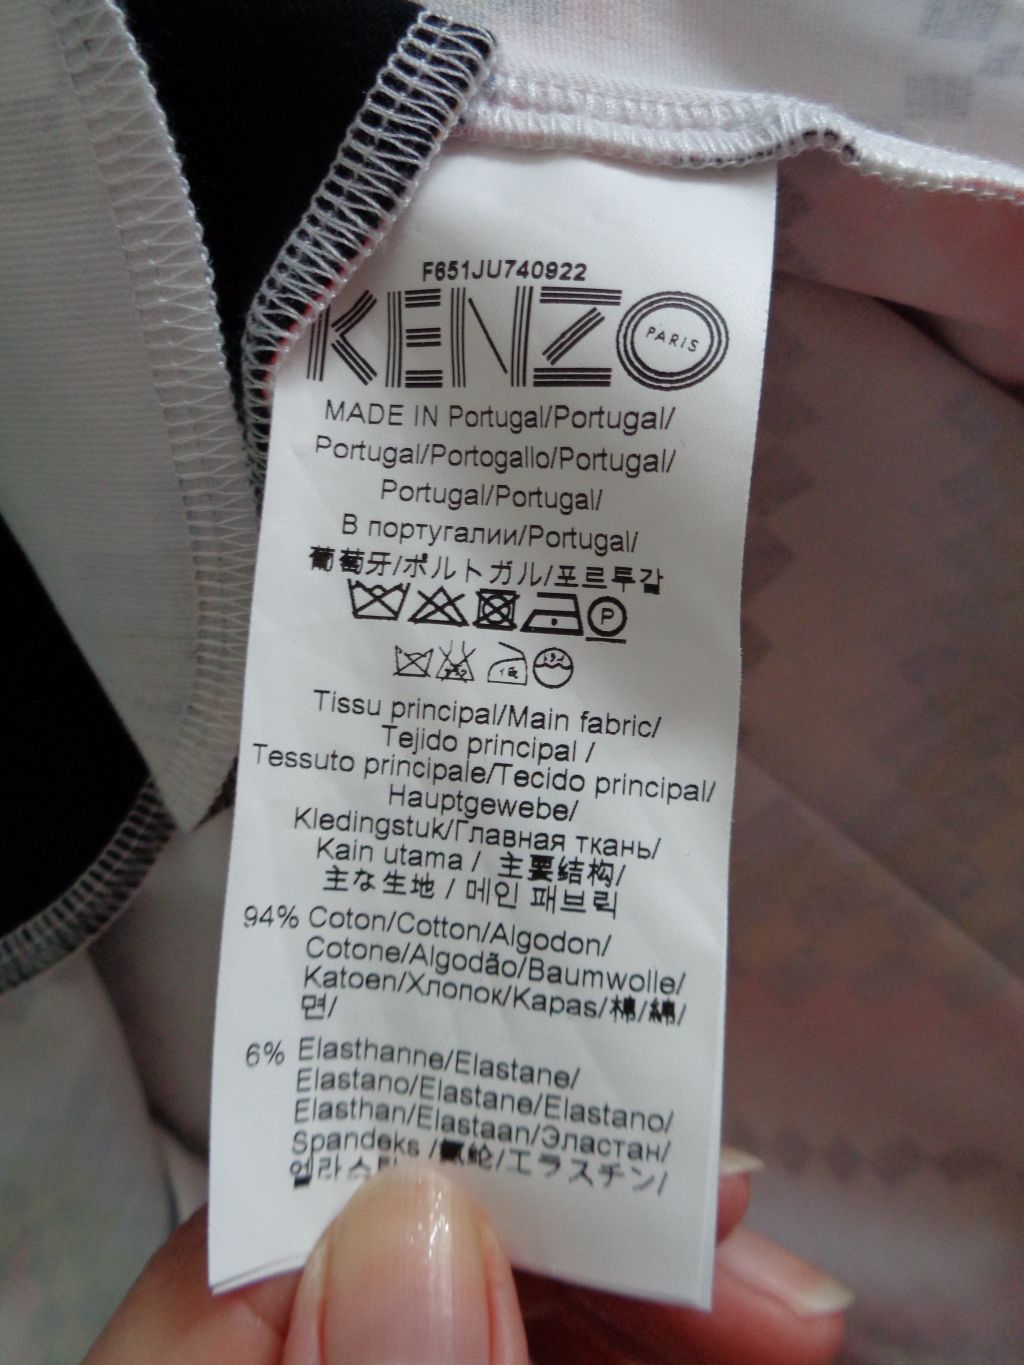 F651JU740922
KENZO
PARIS
MADE IN Portugal/Portugal/
Portugal/Portogallo/Portugal/
Portugal/Portugal/
В португалии/Portugal/
葡萄牙/ポルトガル/포르투갈
P
Tissu principal/Main fabric/
Tejido principal /
Tessuto principale/Tecido principal/
Hauptgewebe/
Kledingstuk/Главная ткань/
Kain utama / 主要结构/
主な生地 / 메인 패브릭
94% Coton/Cotton/Algodon/
Cotone/Algodão/Baumwolle/
Katoen/Хлопок/Kapas/棉/綿/
면/
6% Elasthanne/Elastane/
Elastano/Elastane/Elastano/
Elasthan/Elastaan/Эластан/
Spandeks /氨纶/エラスチン/